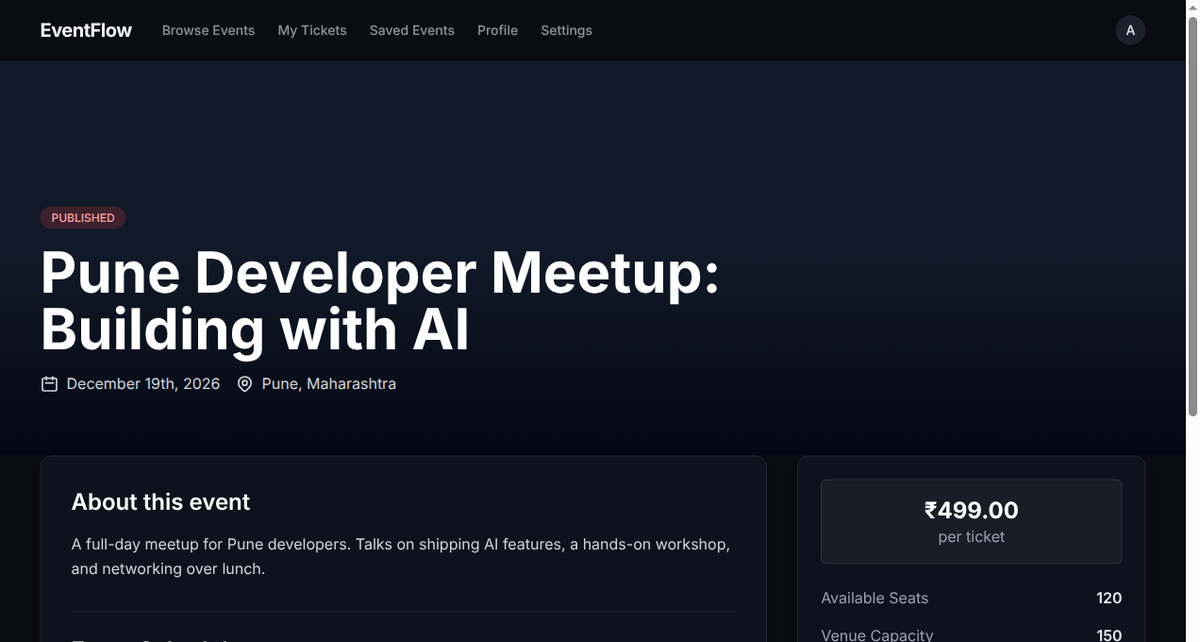 EventFlow
Browse Events
My Tickets
Saved Events
Profile
Settings
A
PUBLISHED
Pune Developer Meetup:
Building with AI
December 19th, 2026
Pune, Maharashtra
About this event
A full-day meetup for Pune developers. Talks on shipping AI features, a hands-on workshop,
and networking over lunch.
₹499.00
per ticket
Available Seats 120
Venue Capacity 150